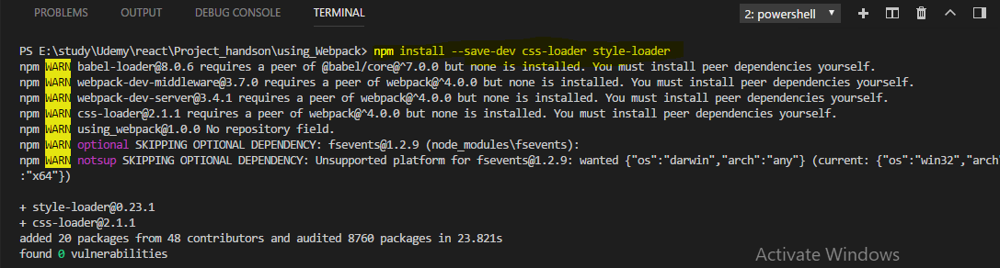 PROBLEMS OUTPUT DEBUG CONSOLE TERMINAL 2: powershell
PS E:\study\Udemy\react\Project_handson\using_Webpack> npm install --save-dev css-loader style-loader
npm WARN babel-loader@8.0.6 requires a peer of @babel/core@^7.0.0 but none is installed. You must install peer dependencies yourself.
npm WARN webpack-dev-middleware@3.7.0 requires a peer of webpack@^4.0.0 but none is installed. You must install peer dependencies yourself.
npm WARN webpack-dev-server@3.4.1 requires a peer of webpack@^4.0.0 but none is installed. You must install peer dependencies yourself.
npm WARN css-loader@2.1.1 requires a peer of webpack@^4.0.0 but none is installed. You must install peer dependencies yourself.
npm WARN using_webpack@1.0.0 No repository field.
npm WARN optional SKIPPING OPTIONAL DEPENDENCY: fsevents@1.2.9 (node_modules\fsevents):
npm WARN notsup SKIPPING OPTIONAL DEPENDENCY: Unsupported platform for fsevents@1.2.9: wanted {"os":"darwin","arch":"any"} (current: {"os":"win32","arch"
:"x64"})
+ style-loader@0.23.1
+ css-loader@2.1.1
added 20 packages from 48 contributors and audited 8760 packages in 23.821s
found 0 vulnerabilities
Activate Windows